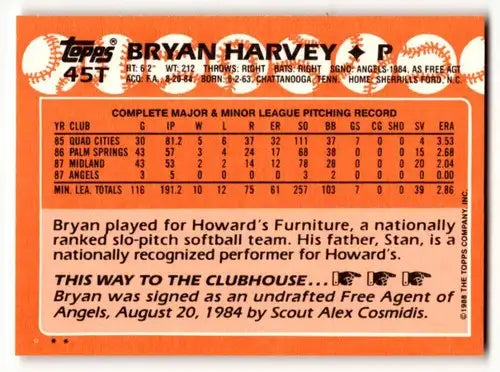 topps
45T
BRYAN HARVEY ✦ P
HT: 6'2" WT: 212 THROWS: RIGHT BATS: RIGHT SGND: ANGELS-1984, AS FREE AGT
ACQ: F.A., 8-20-84 BORN: 6-2-63, CHATTANOOGA, TENN. HOME: SHERRILLS FORD, N.C.
COMPLETE MAJOR & MINOR LEAGUE PITCHING RECORD
YR CLUB G IP W L R ER SO BB GS CG SHO SV ERA
85 QUAD CITIES 30 81.2 5 6 37 32 111 37 7 0 0 4 3.53
86 PALM SPRINGS 43 57 3 4 24 17 68 38 0 0 0 15 2.68
87 MIDLAND 43 53 2 2 14 12 78 28 0 0 0 20 2.04
87 ANGELS 3 5 0 0 0 0 3 2 0 0 0 0 0.00
MIN. LEA. TOTALS 116 191.2 10 12 75 61 257 103 7 0 0 39 2.86
Bryan played for Howard's Furniture, a nationally
ranked slo-pitch softball team. His father, Stan, is a
nationally recognized performer for Howard's.
THIS WAY TO THE CLUBHOUSE...
Bryan was signed as an undrafted Free Agent of
Angels, August 20, 1984 by Scout Alex Cosmidis.
©1988 THE TOPPS COMPANY, INC.